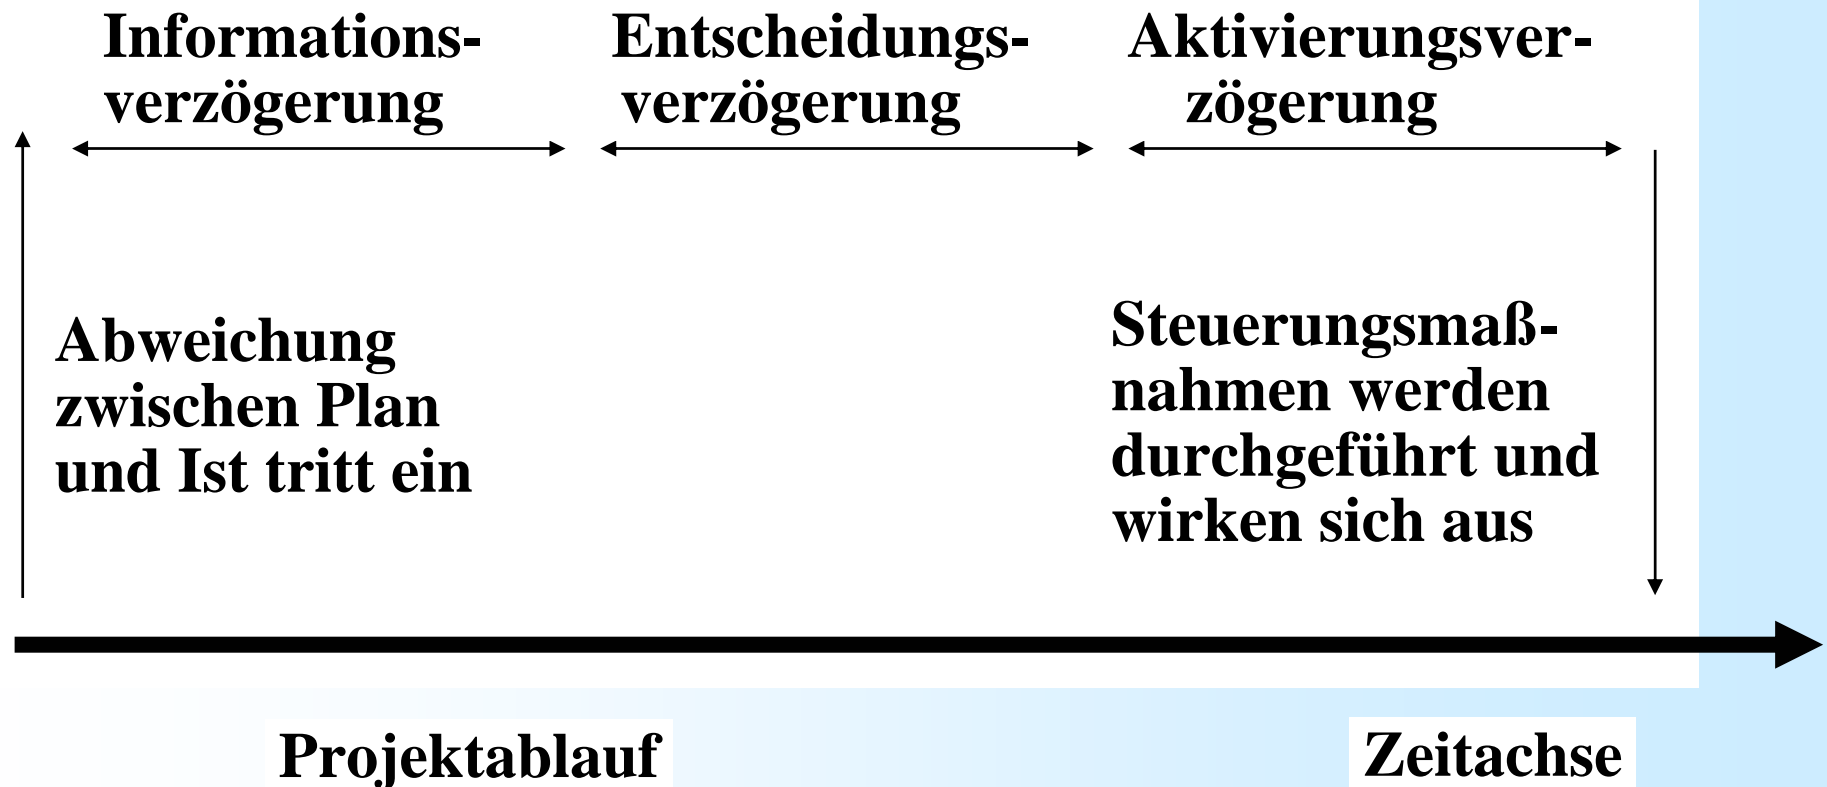 Informations-
verzögerung
Entscheidungs-
verzögerung
Aktivierungsver-
zögerung
Abweichung
zwischen Plan
und Ist tritt ein
Steuerungsmaß-
nahmen werden
durchgeführt und
wirken sich aus
Projektablauf
Zeitachse